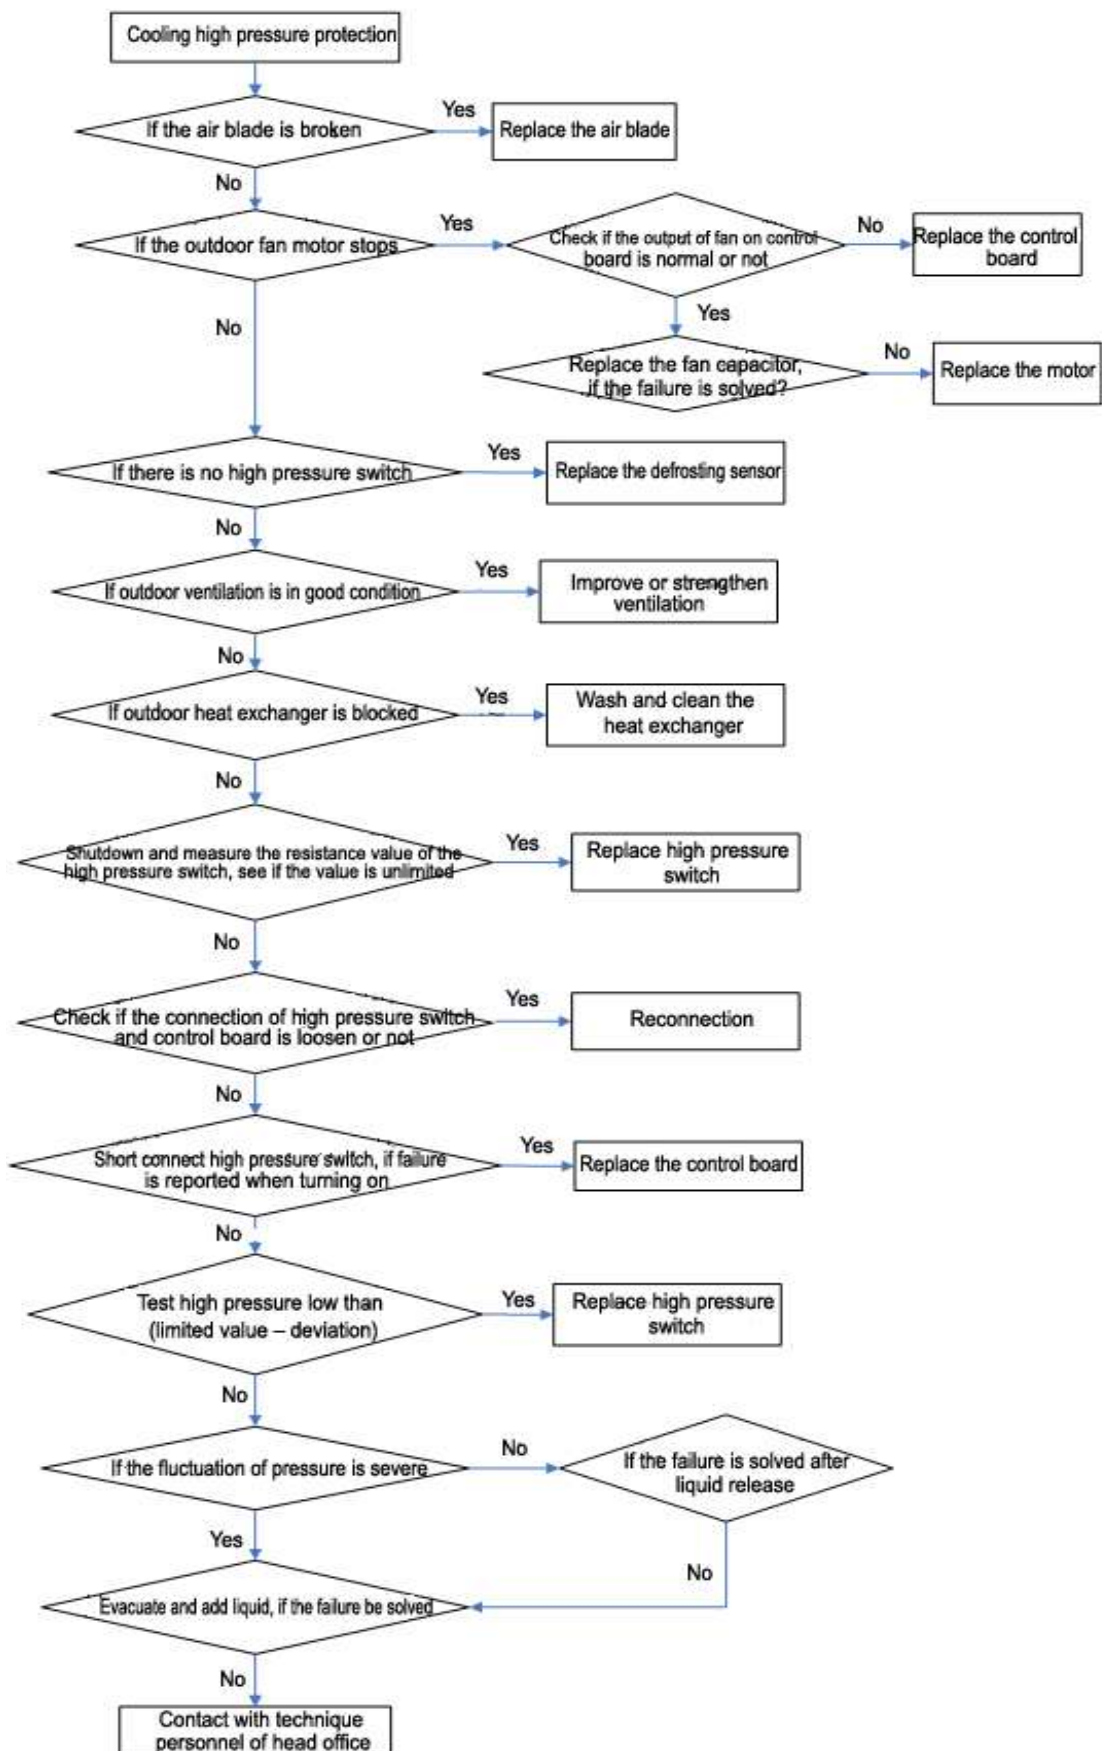 Cooling high pressure protection
If the air blade is broken
Yes
Replace the air blade
No
If the outdoor fan motor stops
Yes
Check if the output of fan on control
board is normal or not
No
Replace the control
board
Yes
Replace the fan capacitor,
if the failure is solved?
No
Replace the motor
No
If there is no high pressure switch
Yes
Replace the defrosting sensor
No
If outdoor ventilation is in good condition
Yes
Improve or strengthen
ventilation
No
If outdoor heat exchanger is blocked
Yes
Wash and clean the
heat exchanger
No
Shutdown and measure the resistance value of the
high pressure switch, see if the value is unlimited
Yes
Replace high pressure
switch
No
Check if the connection of high pressure switch
and control board is loosen or not
Yes
Reconnection
No
Short connect high pressure switch, if failure
is reported when turning on
Yes
Replace the control board
No
Test high pressure low than
(limited value – deviation)
Yes
Replace high pressure
switch
No
If the fluctuation of pressure is severe
No
If the failure is solved after
liquid release
Yes
No
Evacuate and add liquid, if the failure be solved
No
Contact with technique
personnel of head office